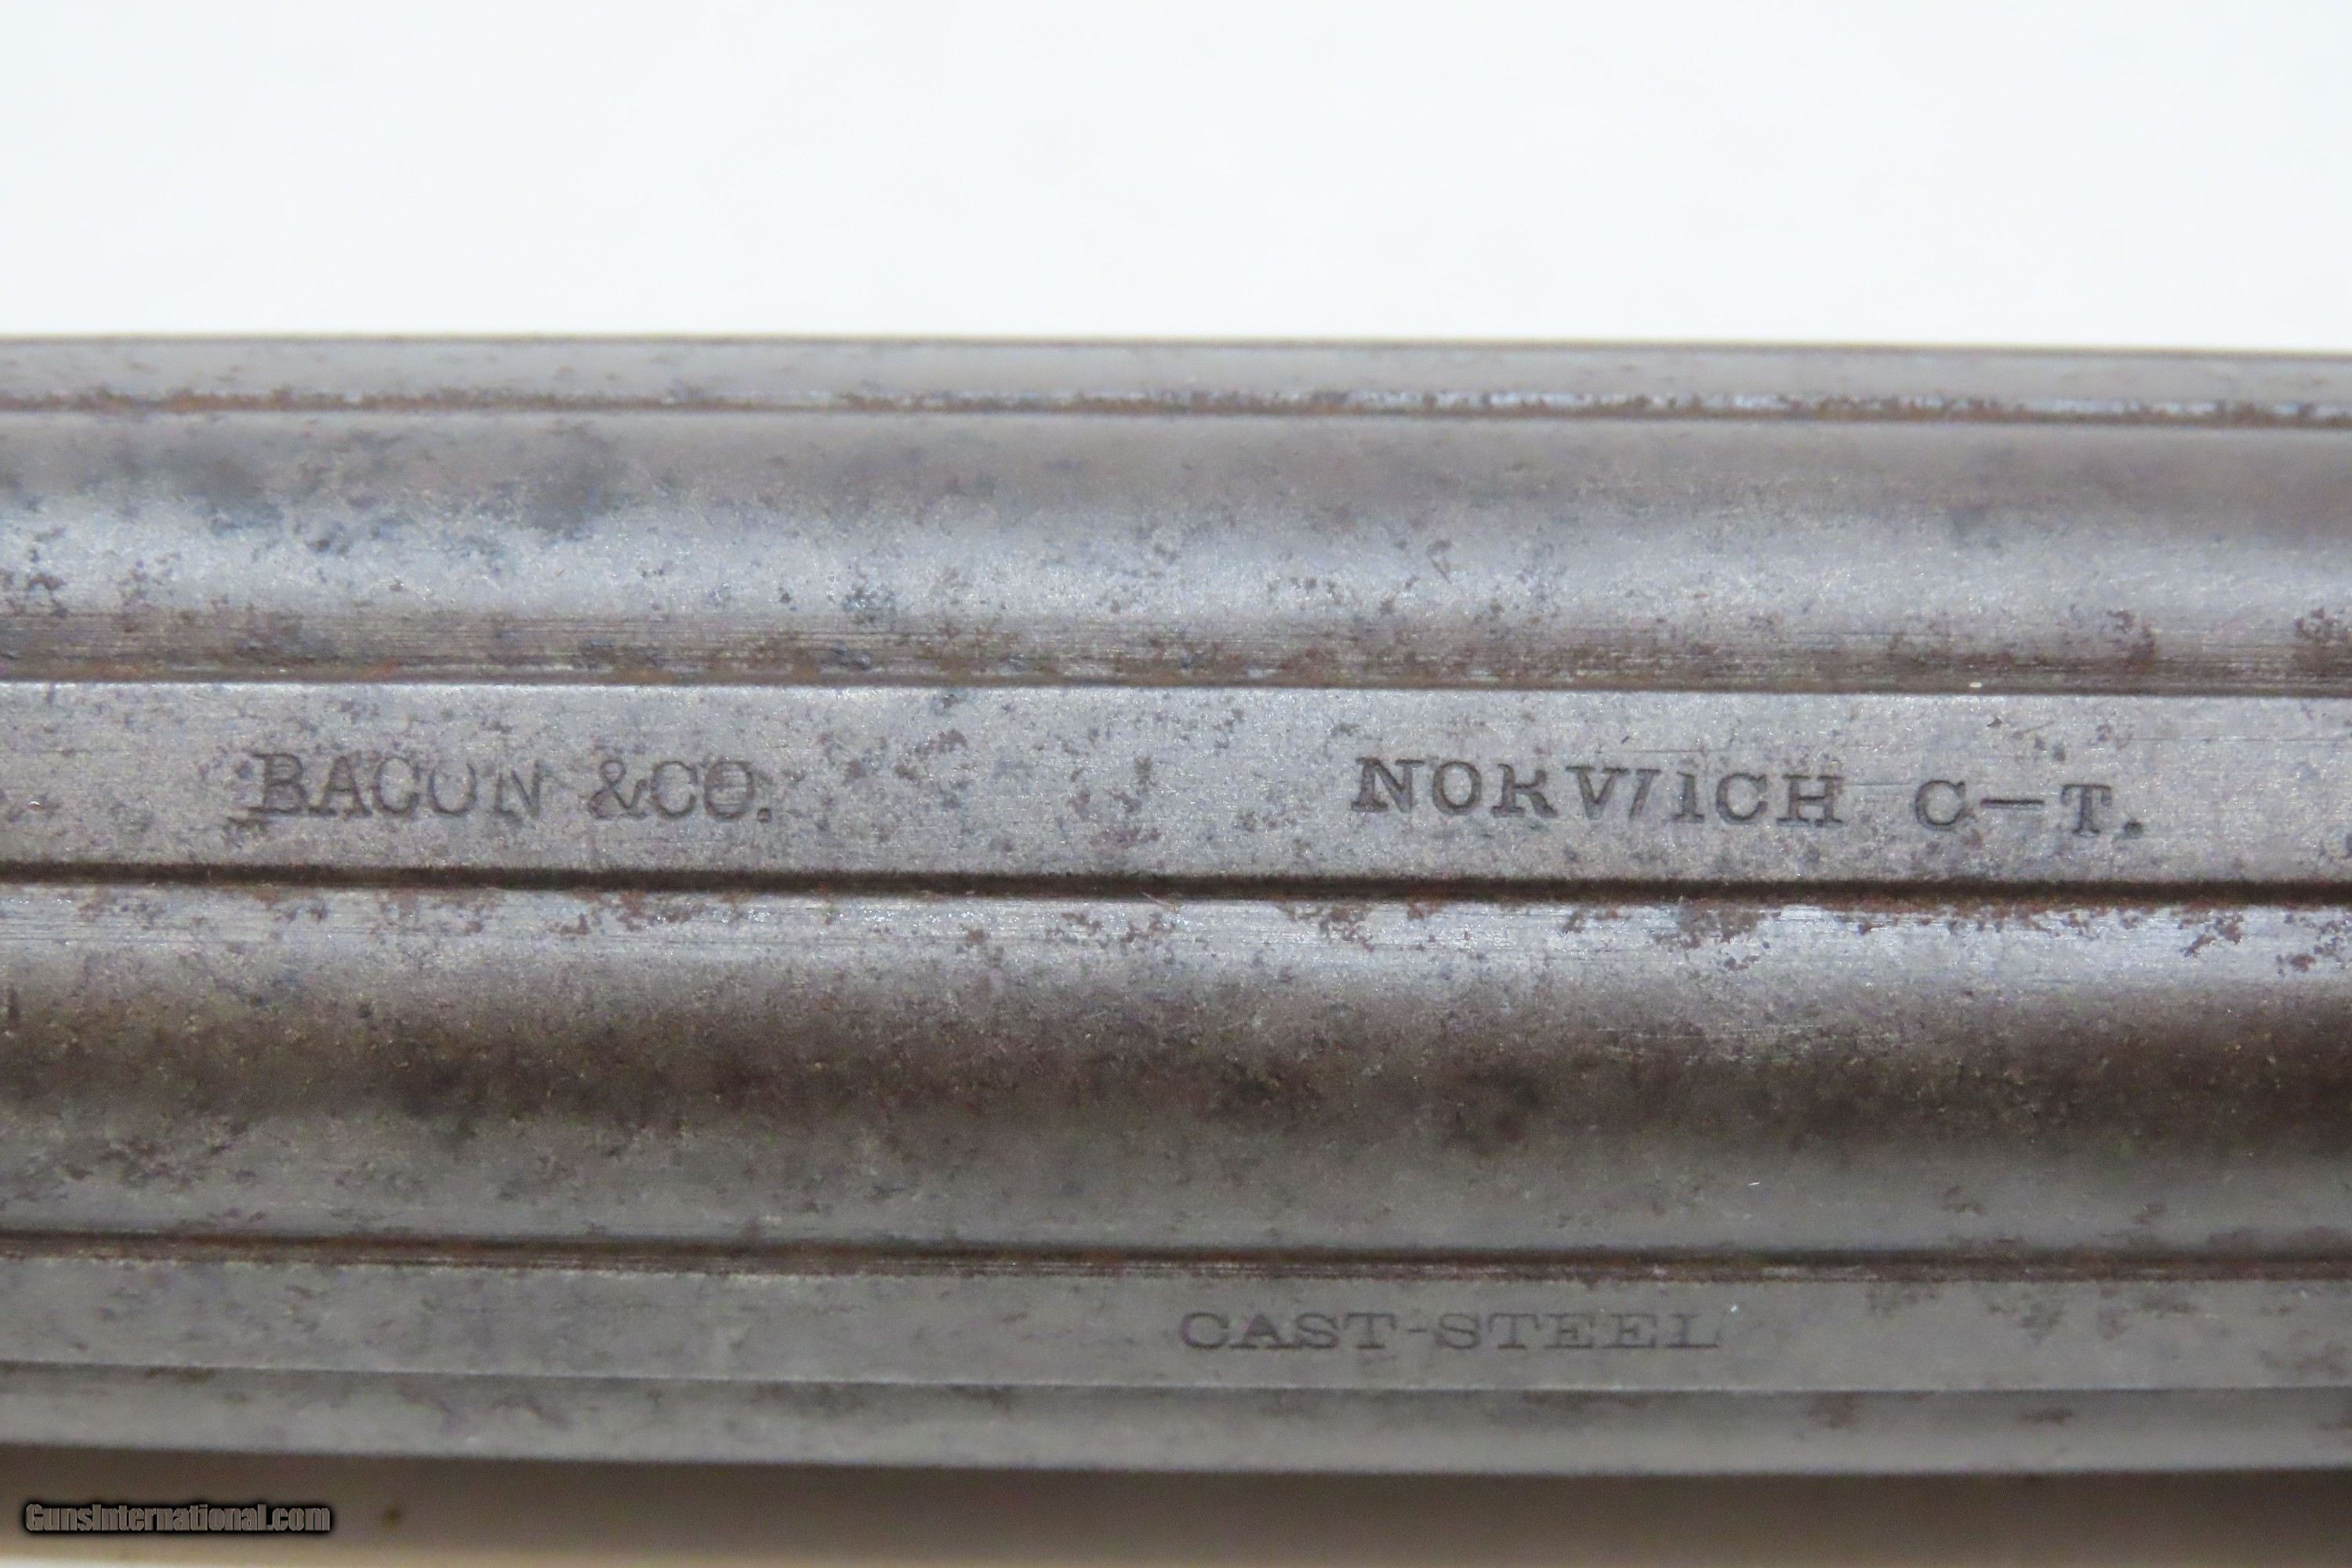 BACON &CO. NORWICH C-T.
CAST-STEEL
GunsInternational.com